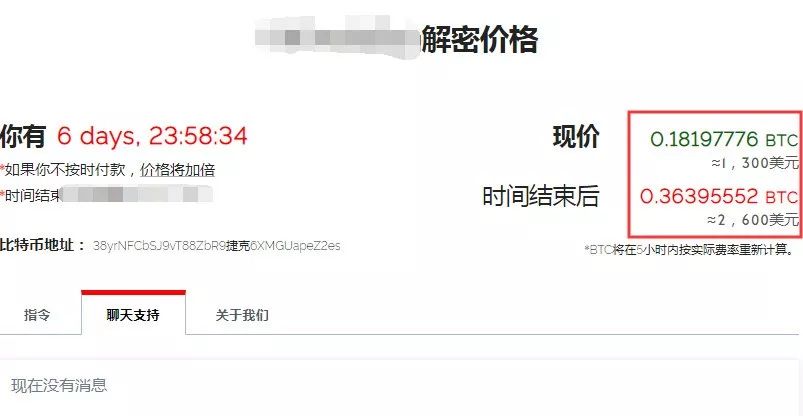 解密价格
你有 6 days, 23:58:34
*如果你不按时付款，价格将加倍
*时间结束
现价
0.18197776 BTC
≈1，300美元
时间结束后
0.36395552 BTC
≈2，600美元
比特币地址： 38yrNFCbSJ9vT88ZbR9捷克6XMGUapeZ2es
*BTC将在5小时内按实际费率重新计算。
指令
聊天支持
关于我们
现在没有消息